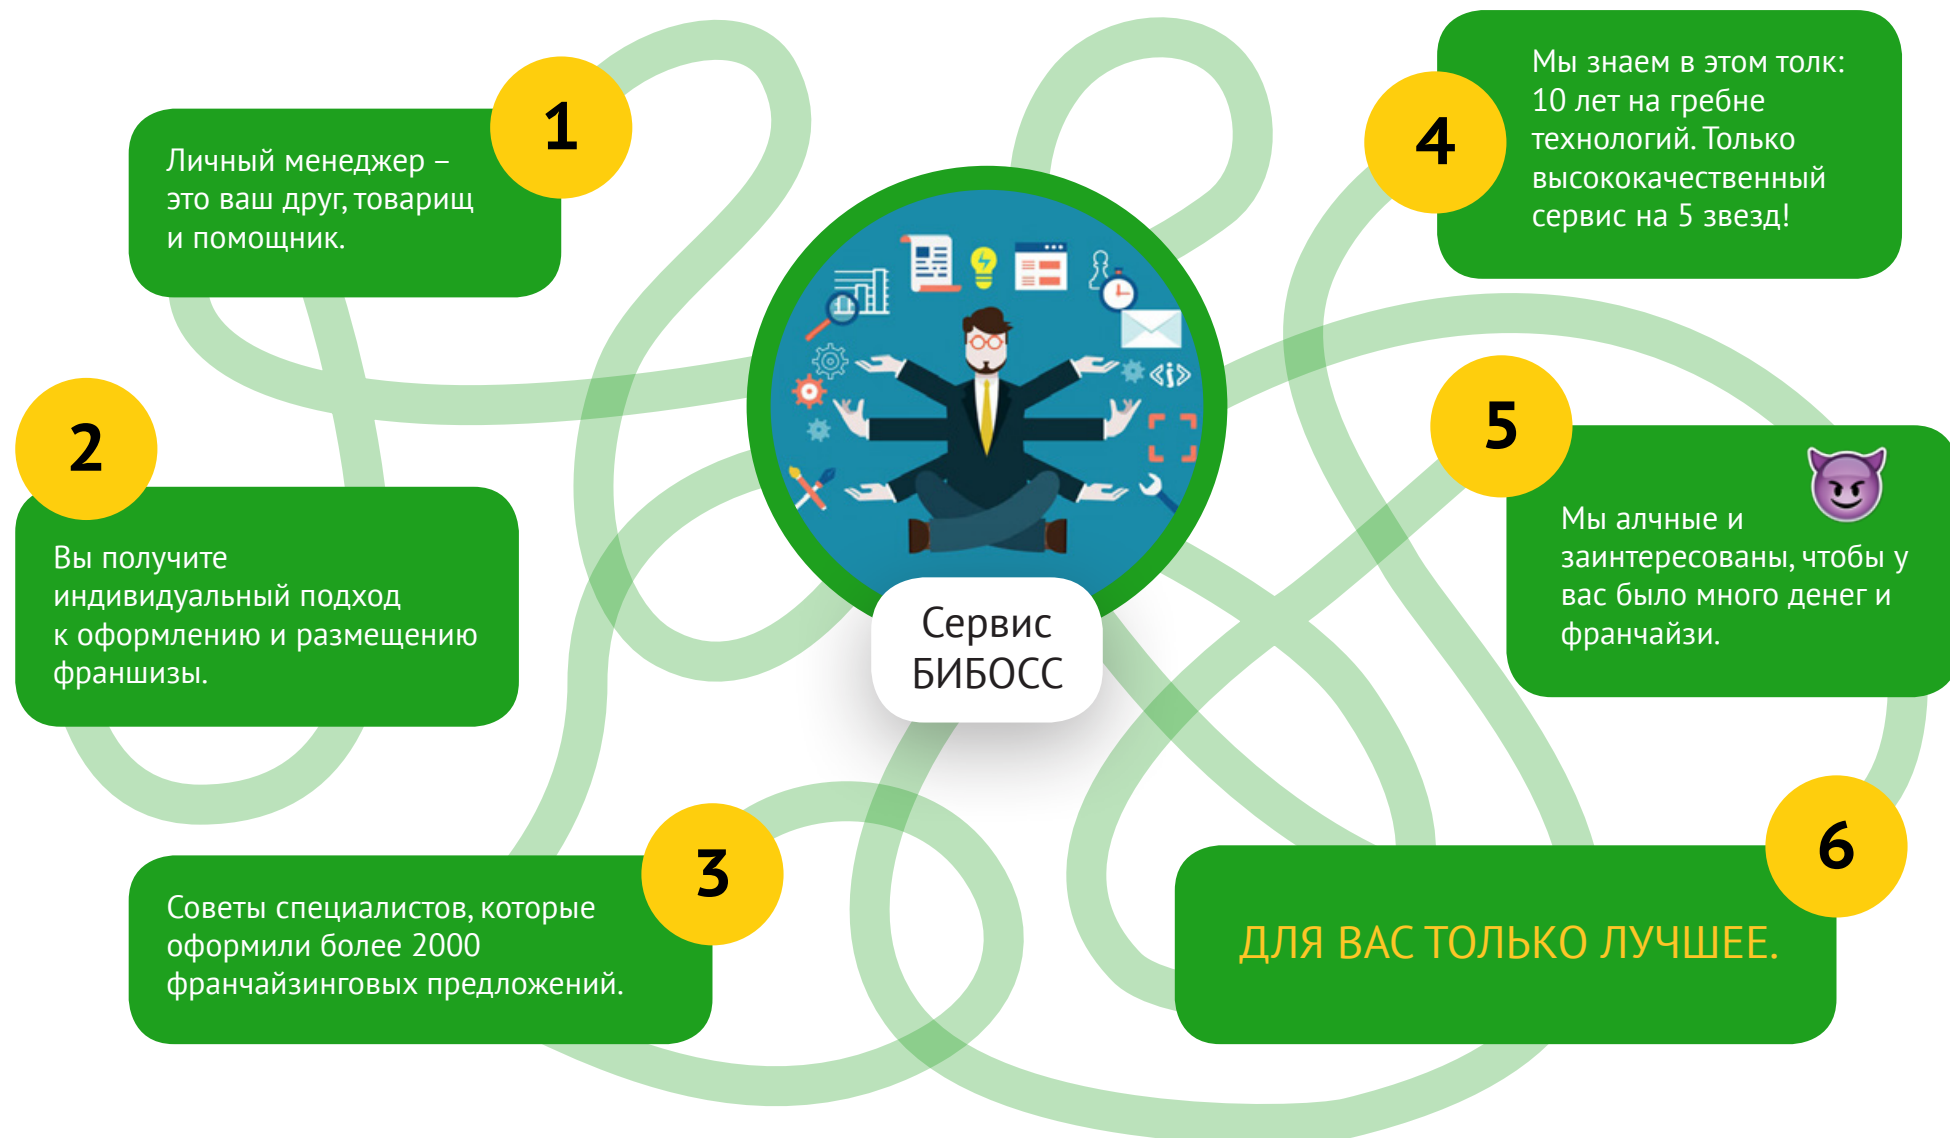 1
Личный менеджер –
это ваш друг, товарищ
и помощник.
2
Вы получите
индивидуальный подход
к оформлению и размещению
франшизы.
3
Советы специалистов, которые
оформили более 2000
франчайзинговых предложений.
Сервис
БИБОСС
4
Мы знаем в этом толк:
10 лет на гребне
технологий. Только
высококачественный
сервис на 5 звезд!
5
Мы алчные и
заинтересованы, чтобы у
вас было много денег и
франчайзи.
6
ДЛЯ ВАС ТОЛЬКО ЛУЧШЕЕ.